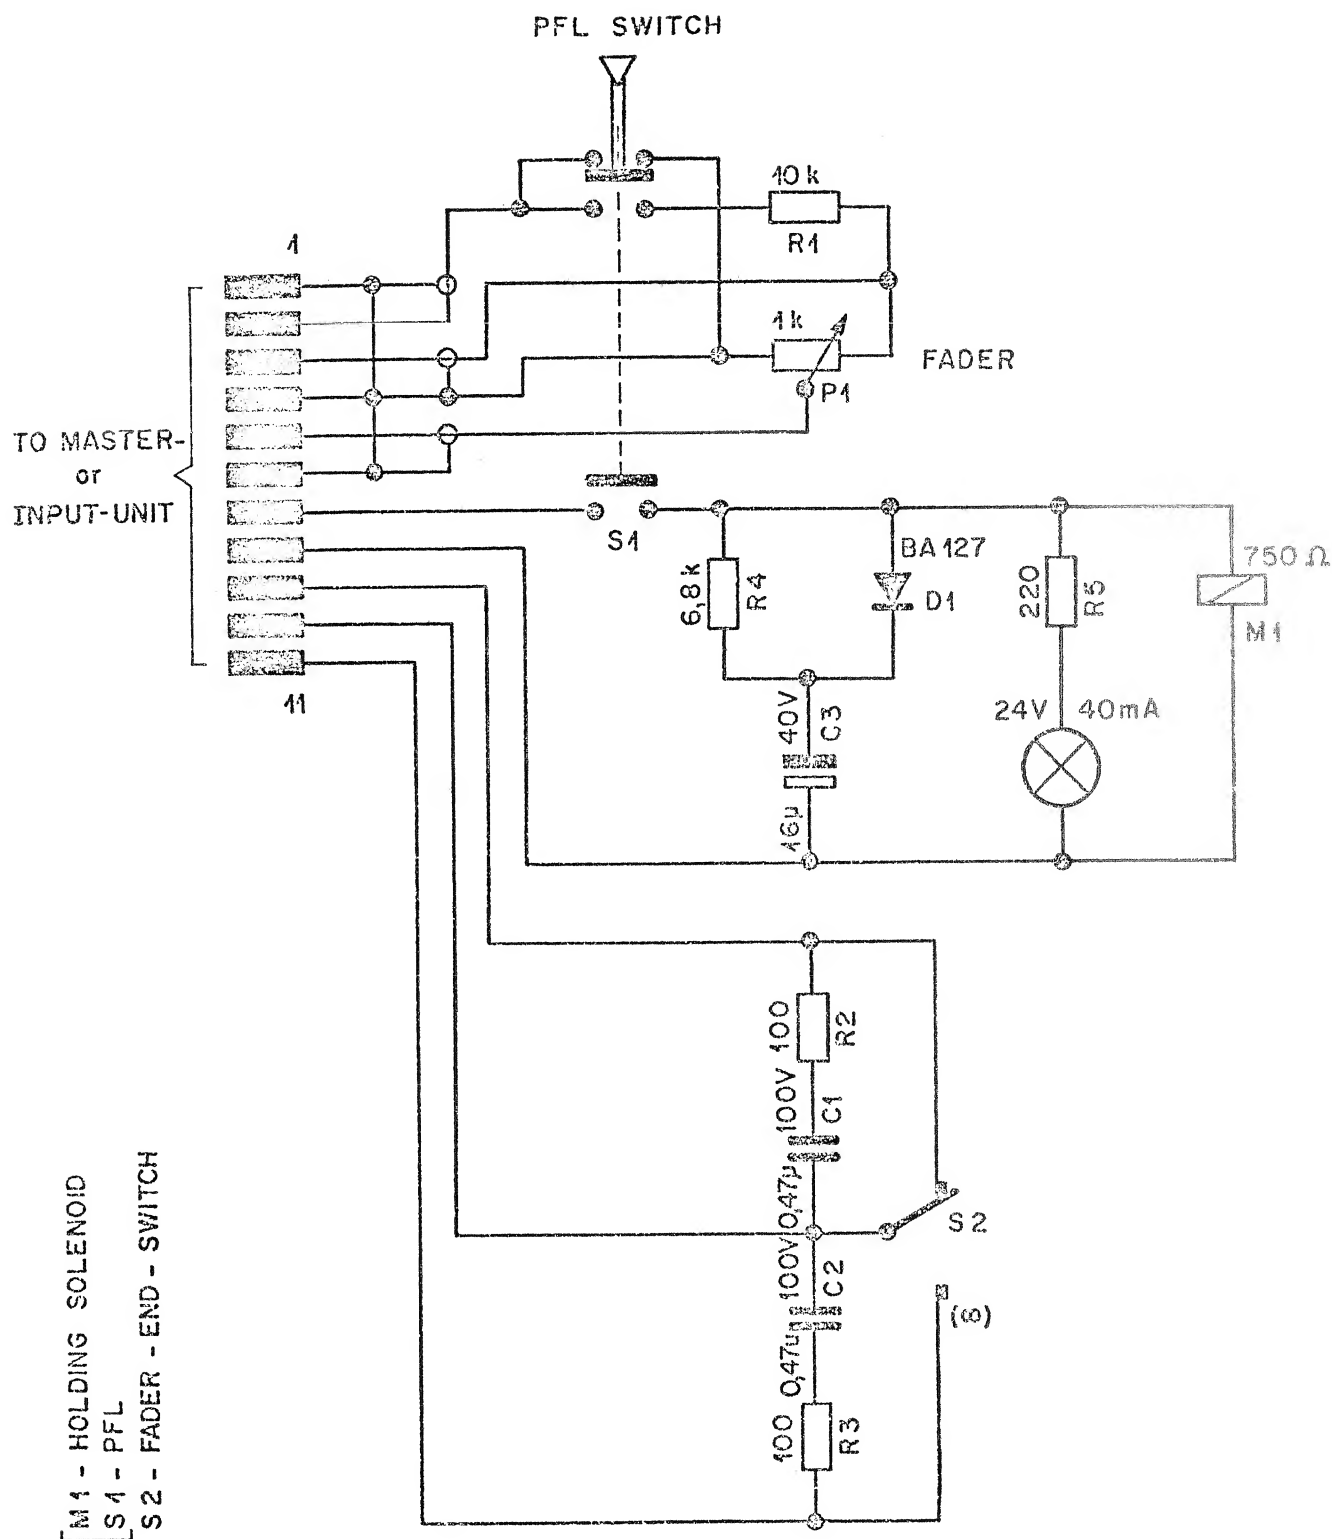 PFL SWITCH
10 k
R1
1
1 k
P1
FADER
TO MASTER-
or
INPUT-UNIT
S1
BA 127
D1
6,8 k
R4
220
R5
750 Ω
M1
11
40V
C3
16µ
24V 40mA
100
R2
100V
C1
0,47µ
S2
100V
C2
0,47µ
(∞)
100
R3
M1 - HOLDING SOLENOID
S1 - PFL
S2 - FADER - END - SWITCH